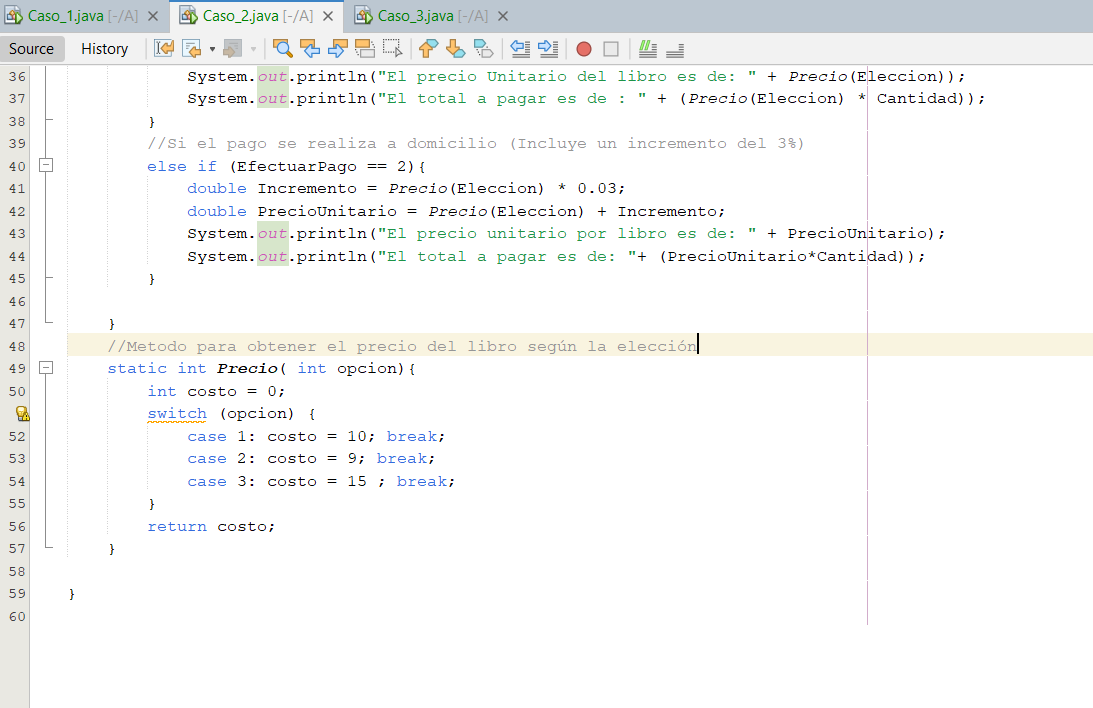 Caso_1.java [-/A] Caso_2.java [-/A] Caso_3.java [-/A]
Source History
36 System.out.println("El precio Unitario del libro es de: " + Precio(Eleccion));
37 System.out.println("El total a pagar es de : " + (Precio(Eleccion) * Cantidad));
38 }
39 //Si el pago se realiza a domicilio (Incluye un incremento del 3%)
40 else if (EfectuarPago == 2){
41 double Incremento = Precio(Eleccion) * 0.03;
42 double PrecioUnitario = Precio(Eleccion) + Incremento;
43 System.out.println("El precio unitario por libro es de: " + PrecioUnitario);
44 System.out.println("El total a pagar es de: "+ (PrecioUnitario*Cantidad));
45 }
46
47 }
48 //Metodo para obtener el precio del libro según la elección
49 static int Precio( int opcion){
50 int costo = 0;
switch (opcion) {
52 case 1: costo = 10; break;
53 case 2: costo = 9; break;
54 case 3: costo = 15 ; break;
55 }
56 return costo;
57 }
58
59 }
60